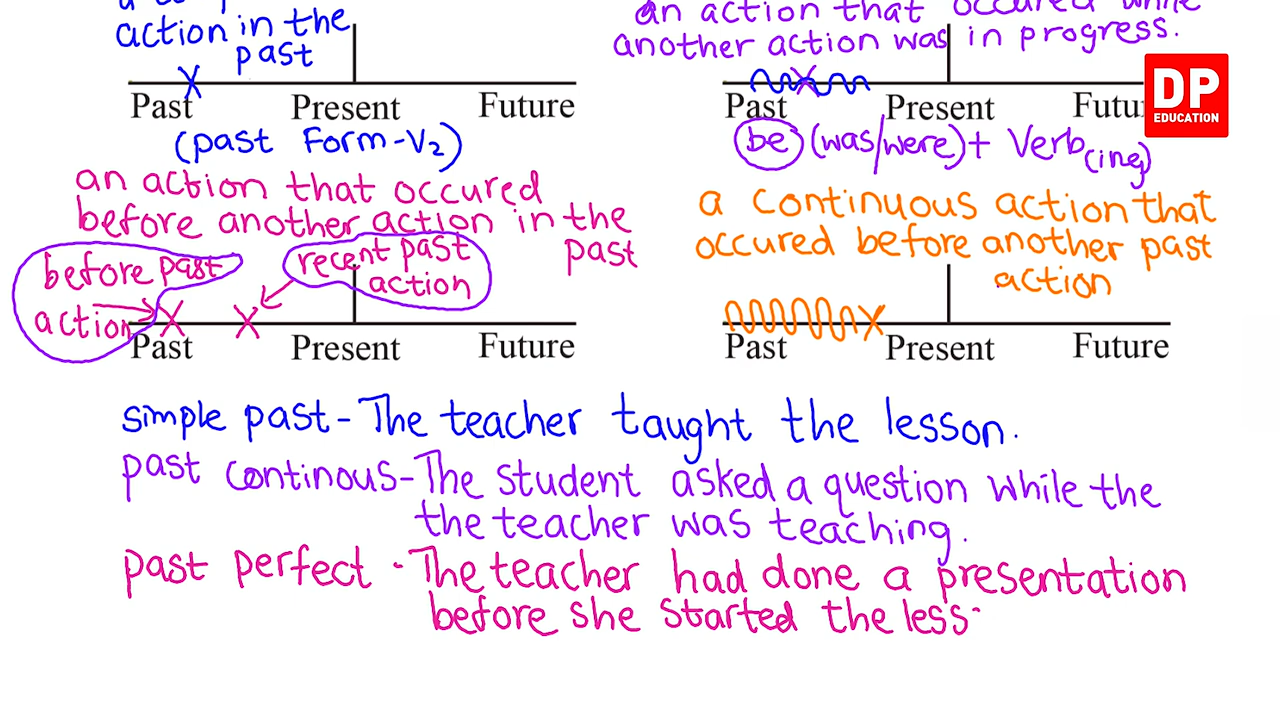 action in the
past
an action that occured while
another action was in progress.
DP
EDUCATION
Past Present Future
Past Present Futu
(past Form-V2)
be (was/were)+ Verb(ing)
an action that occured
before another action in the
past
a continuous action that
occured before another past
action
before past
action
recent past
action
Past Present Future
Past Present Future
simple past - The teacher taught the lesson.
past continous - The student asked a question while the
the teacher was teaching.
past perfect - The teacher had done a presentation
before she started the less